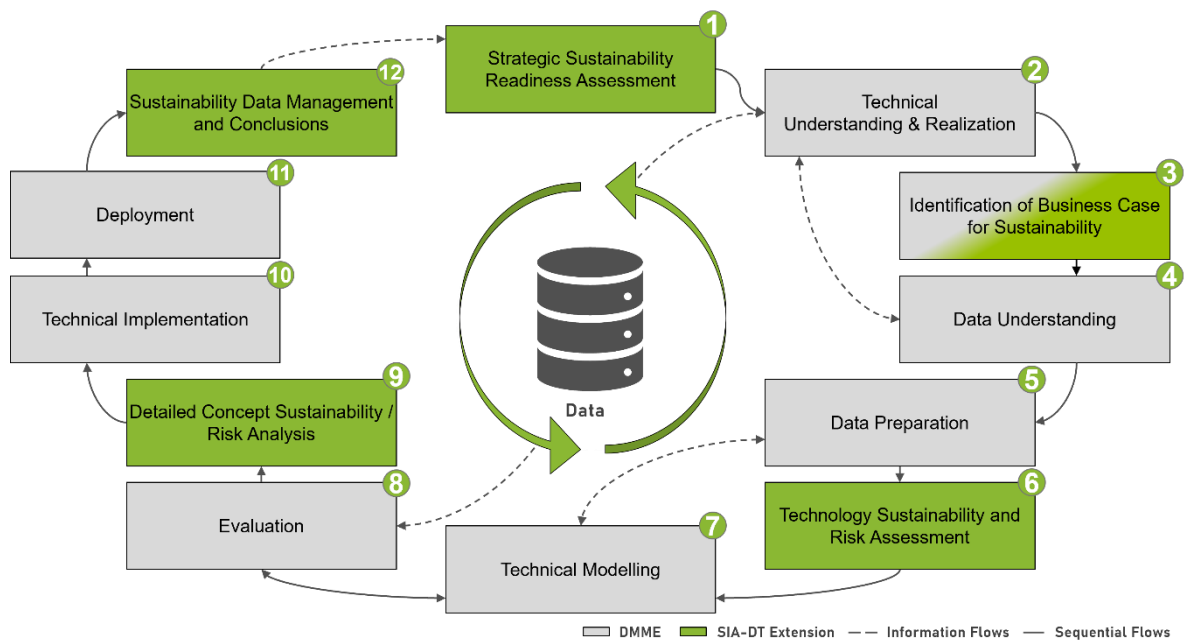 1
Strategic Sustainability
Readiness Assessment
2
Technical
Understanding & Realization
3
Identification of Business Case
for Sustainability
4
Data Understanding
5
Data Preparation
6
Technology Sustainability and
Risk Assessment
7
Technical Modelling
8
Evaluation
9
Detailed Concept Sustainability /
Risk Analysis
10
Technical Implementation
11
Deployment
12
Sustainability Data Management
and Conclusions
Data
DMME
SIA-DT Extension
Information Flows
Sequential Flows